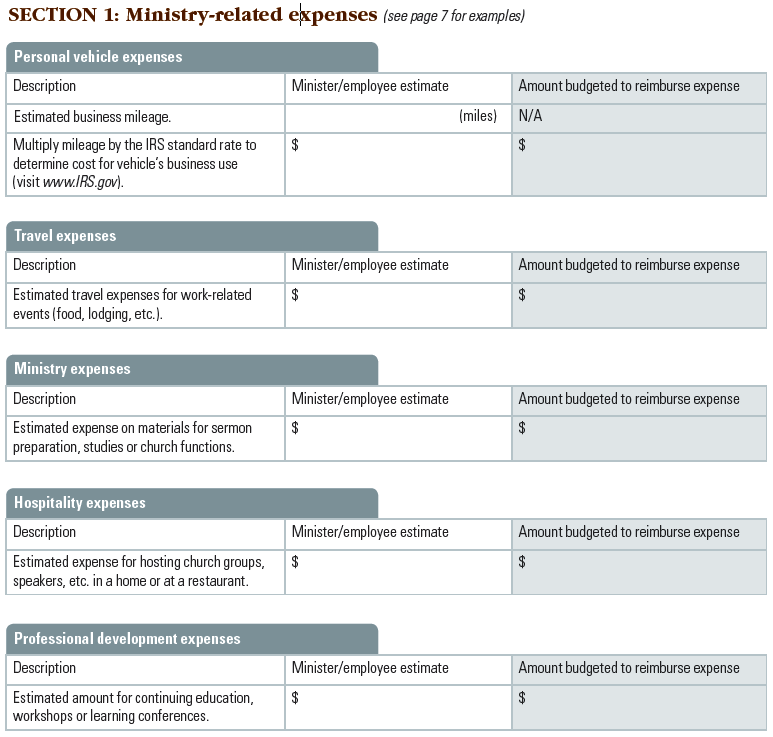 SECTION 1: Ministry-related expenses (see page 7 for examples)
Personal vehicle expenses
Description Minister/employee estimate Amount budgeted to reimburse expense
Estimated business mileage. (miles) N/A
Multiply mileage by the IRS standard rate to $ $
determine cost for vehicle's business use
(visit www.IRS.gov).
Travel expenses
Description Minister/employee estimate Amount budgeted to reimburse expense
Estimated travel expenses for work-related $ $
events (food, lodging, etc.).
Ministry expenses
Description Minister/employee estimate Amount budgeted to reimburse expense
Estimated expense on materials for sermon $ $
preparation, studies or church functions.
Hospitality expenses
Description Minister/employee estimate Amount budgeted to reimburse expense
Estimated expense for hosting church groups, $ $
speakers, etc. in a home or at a restaurant.
Professional development expenses
Description Minister/employee estimate Amount budgeted to reimburse expense
Estimated amount for continuing education, $ $
workshops or learning conferences.